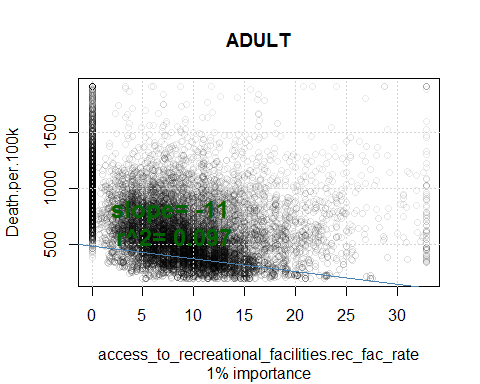 ADULT
Death.per.100k
1500
1000
500
slope= -11
r^2= 0.097
0 5 10 15 20 25 30
access_to_recreational_facilities.rec_fac_rate
1% importance